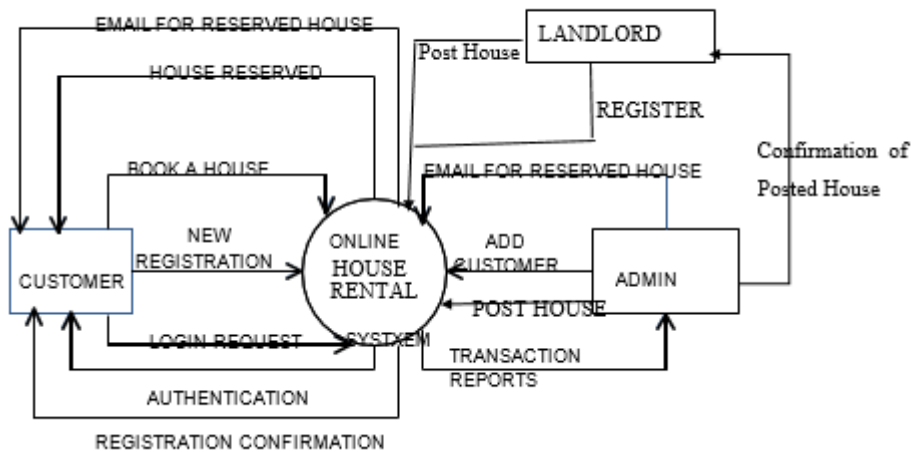 EMAIL FOR RESERVED HOUSE
HOUSE RESERVED
Post House
LANDLORD
REGISTER
BOOK A HOUSE
EMAIL FOR RESERVED HOUSE
Confirmation of
Posted House
NEW
REGISTRATION
CUSTOMER
ONLINE
HOUSE
RENTAL
SYSTXEM
ADD
CUSTOMER
ADMIN
POST HOUSE
LOGIN REQUEST
TRANSACTION
REPORTS
AUTHENTICATION
REGISTRATION CONFIRMATION